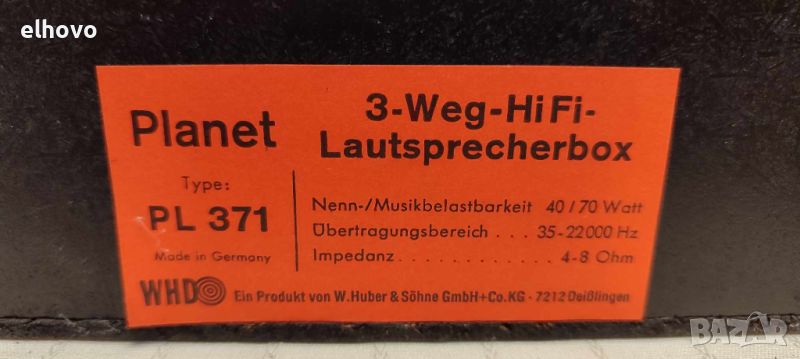 elhovo
Planet
Type:
PL 371
Made in Germany
3-Weg-HiFi-
Lautsprecherbox
Nenn-/Musikbelastbarkeit 40/70 Watt
Übertragungsbereich . . . 35-22000 Hz
Impedanz . . . . . . . . . . . . . 4-8 Ohm
WHD Ein Produkt von W. Huber & Söhne GmbH+Co.KG · 7212 Deißlingen
BAZAR